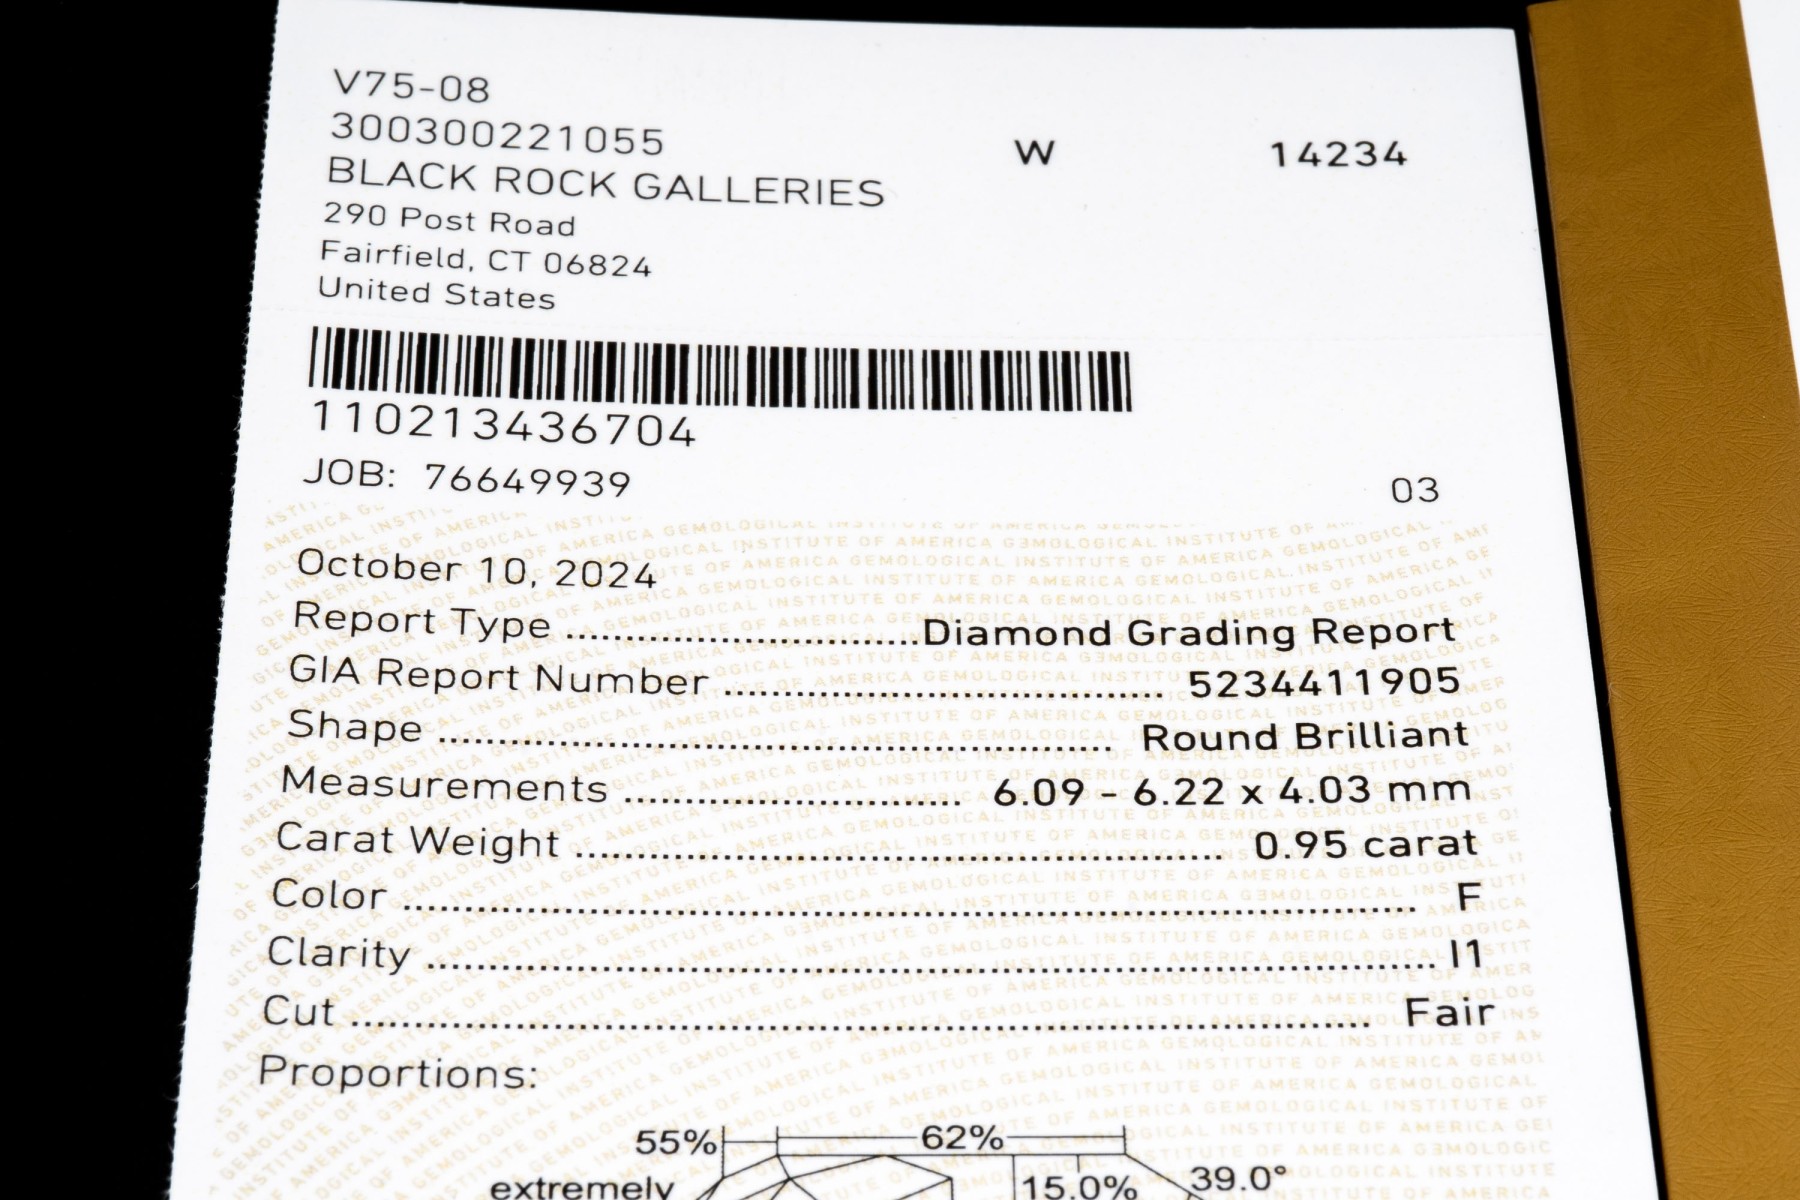 V75-08
300300221055
BLACK ROCK GALLERIES
290 Post Road
Fairfield, CT 06824
United States
W 14234
110213436704
JOB: 76649939
03
October 10, 2024
Report Type ........ Diamond Grading Report
GIA Report Number ........ 5234411905
Shape ........ Round Brilliant
Measurements ........ 6.09 – 6.22 x 4.03 mm
Carat Weight ........ 0.95 carat
Color ........ F
Clarity ........ I1
Cut ........ Fair
Proportions:
55% 62%
extremely 15.0% 39.0°